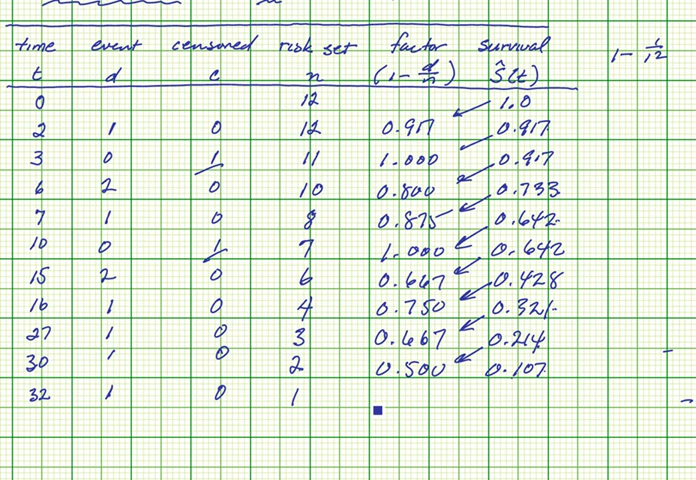 time event censored risk set factor survival
t d c n (1 - d/n) Ŝ(t) 1 - 1/12
0 12 1.0
2 1 0 12 0.917 0.917
3 0 1 11 1.000 0.917
6 2 0 10 0.800 0.733
7 1 0 8 0.875 0.642
10 0 1 7 1.000 0.642
15 2 0 6 0.667 0.428
16 1 0 4 0.750 0.321
27 1 0 3 0.667 0.214
30 1 0 2 0.500 0.107
32 1 0 1